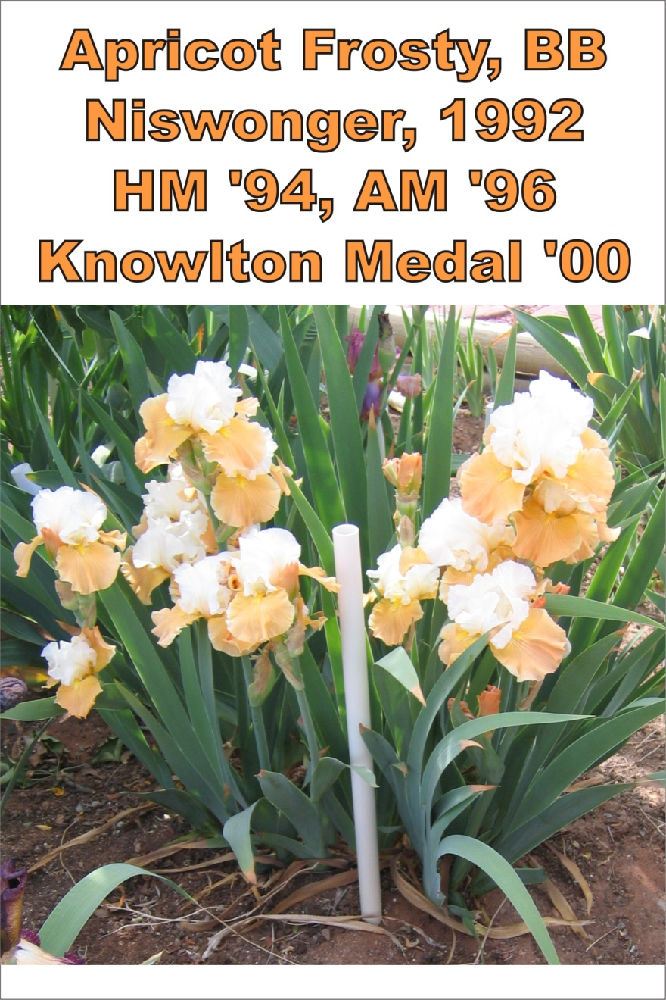 Apricot Frosty, BB
Niswonger, 1992
HM '94, AM '96
Knowlton Medal '00